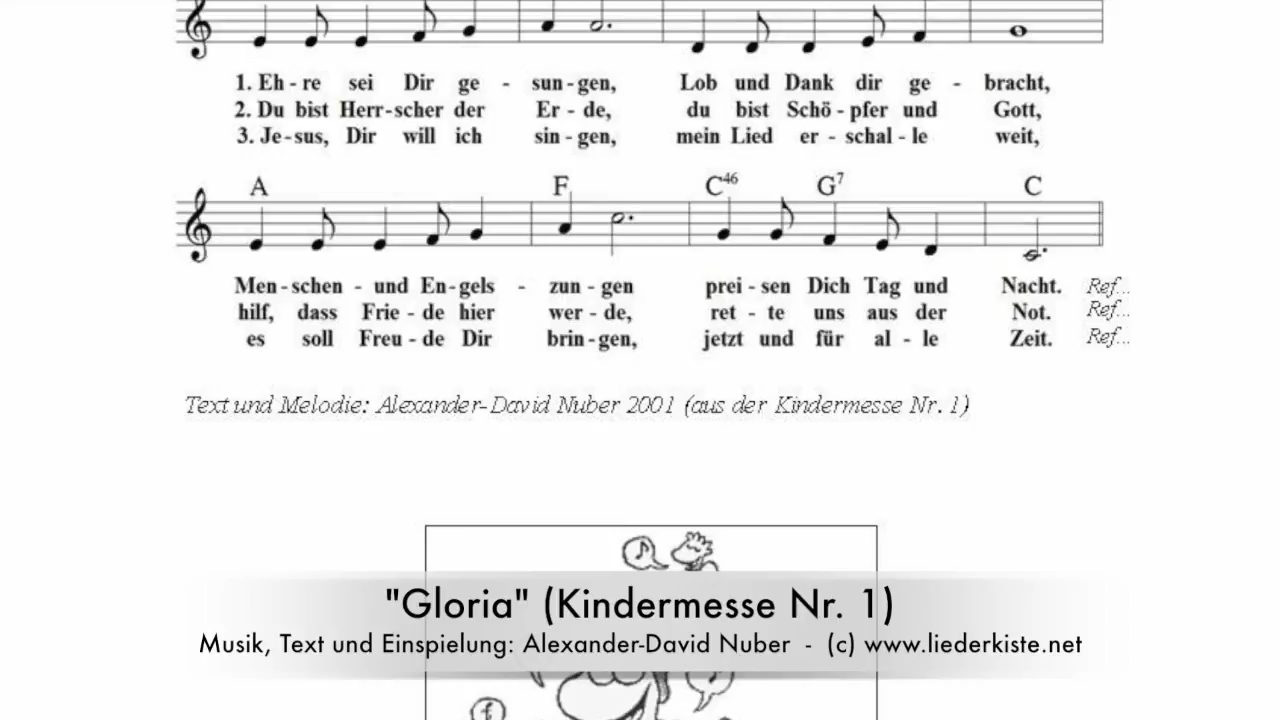 1. Eh - re sei Dir ge - sun - gen, Lob und Dank dir ge - bracht,
2. Du bist Herr - scher der Er - de, du bist Schö - pfer und Gott,
3. Je - sus, Dir will ich sin - gen, mein Lied er - schal - le weit,
A F C46 G7 C
Men - schen - und En - gels - zun - gen prei - sen Dich Tag und Nacht. Ref...
hilf, dass Frie - de hier wer - de, ret - te uns aus der Not. Ref...
es soll Freu - de Dir brin - gen, jetzt und für al - le Zeit. Ref...
Text und Melodie: Alexander-David Nuber 2001 (aus der Kindermesse Nr. 1)
"Gloria" (Kindermesse Nr. 1)
Musik, Text und Einspielung: Alexander-David Nuber - (c) www.liederkiste.net
f